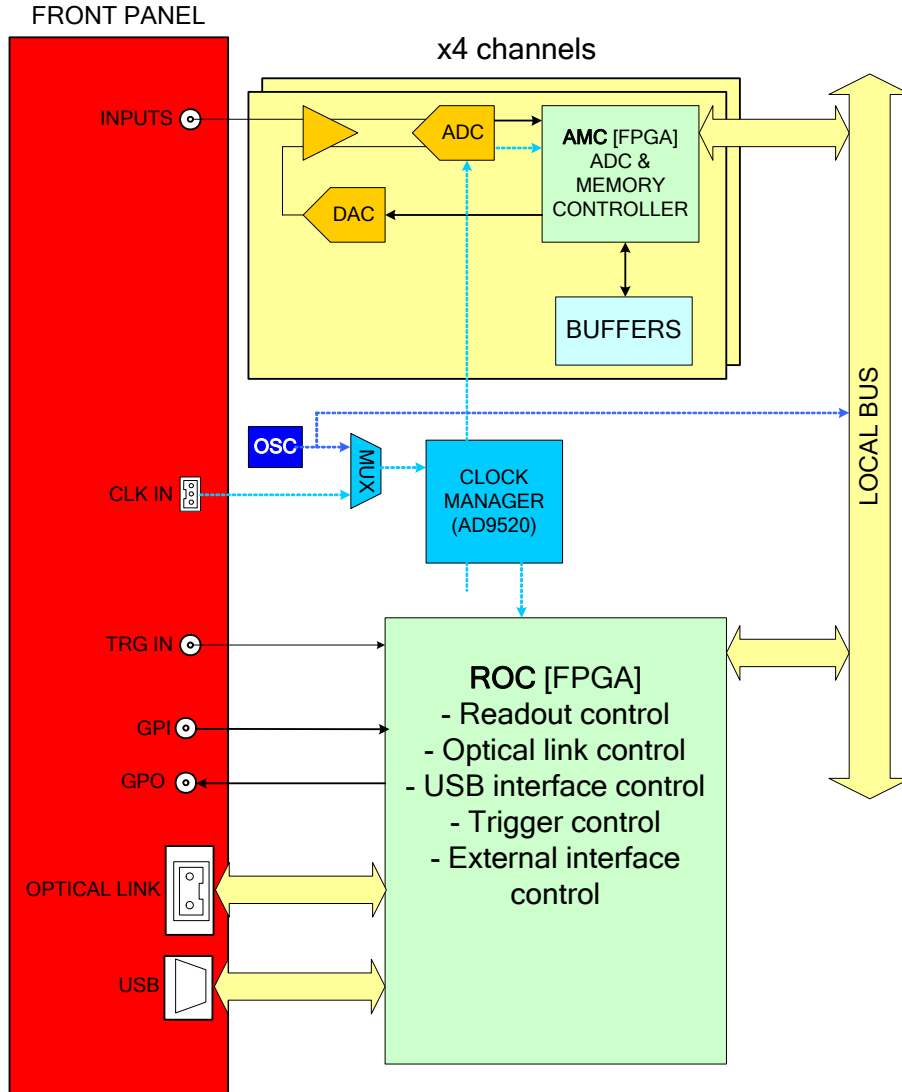 FRONT PANEL
x4 channels
INPUTS
ADC
AMC [FPGA]
ADC &
MEMORY
CONTROLLER
DAC
BUFFERS
LOCAL BUS
OSC
MUX
CLK IN
CLOCK
MANAGER
(AD9520)
TRG IN
ROC [FPGA]
- Readout control
- Optical link control
- USB interface control
- Trigger control
- External interface
control
GPI
GPO
OPTICAL LINK
USB